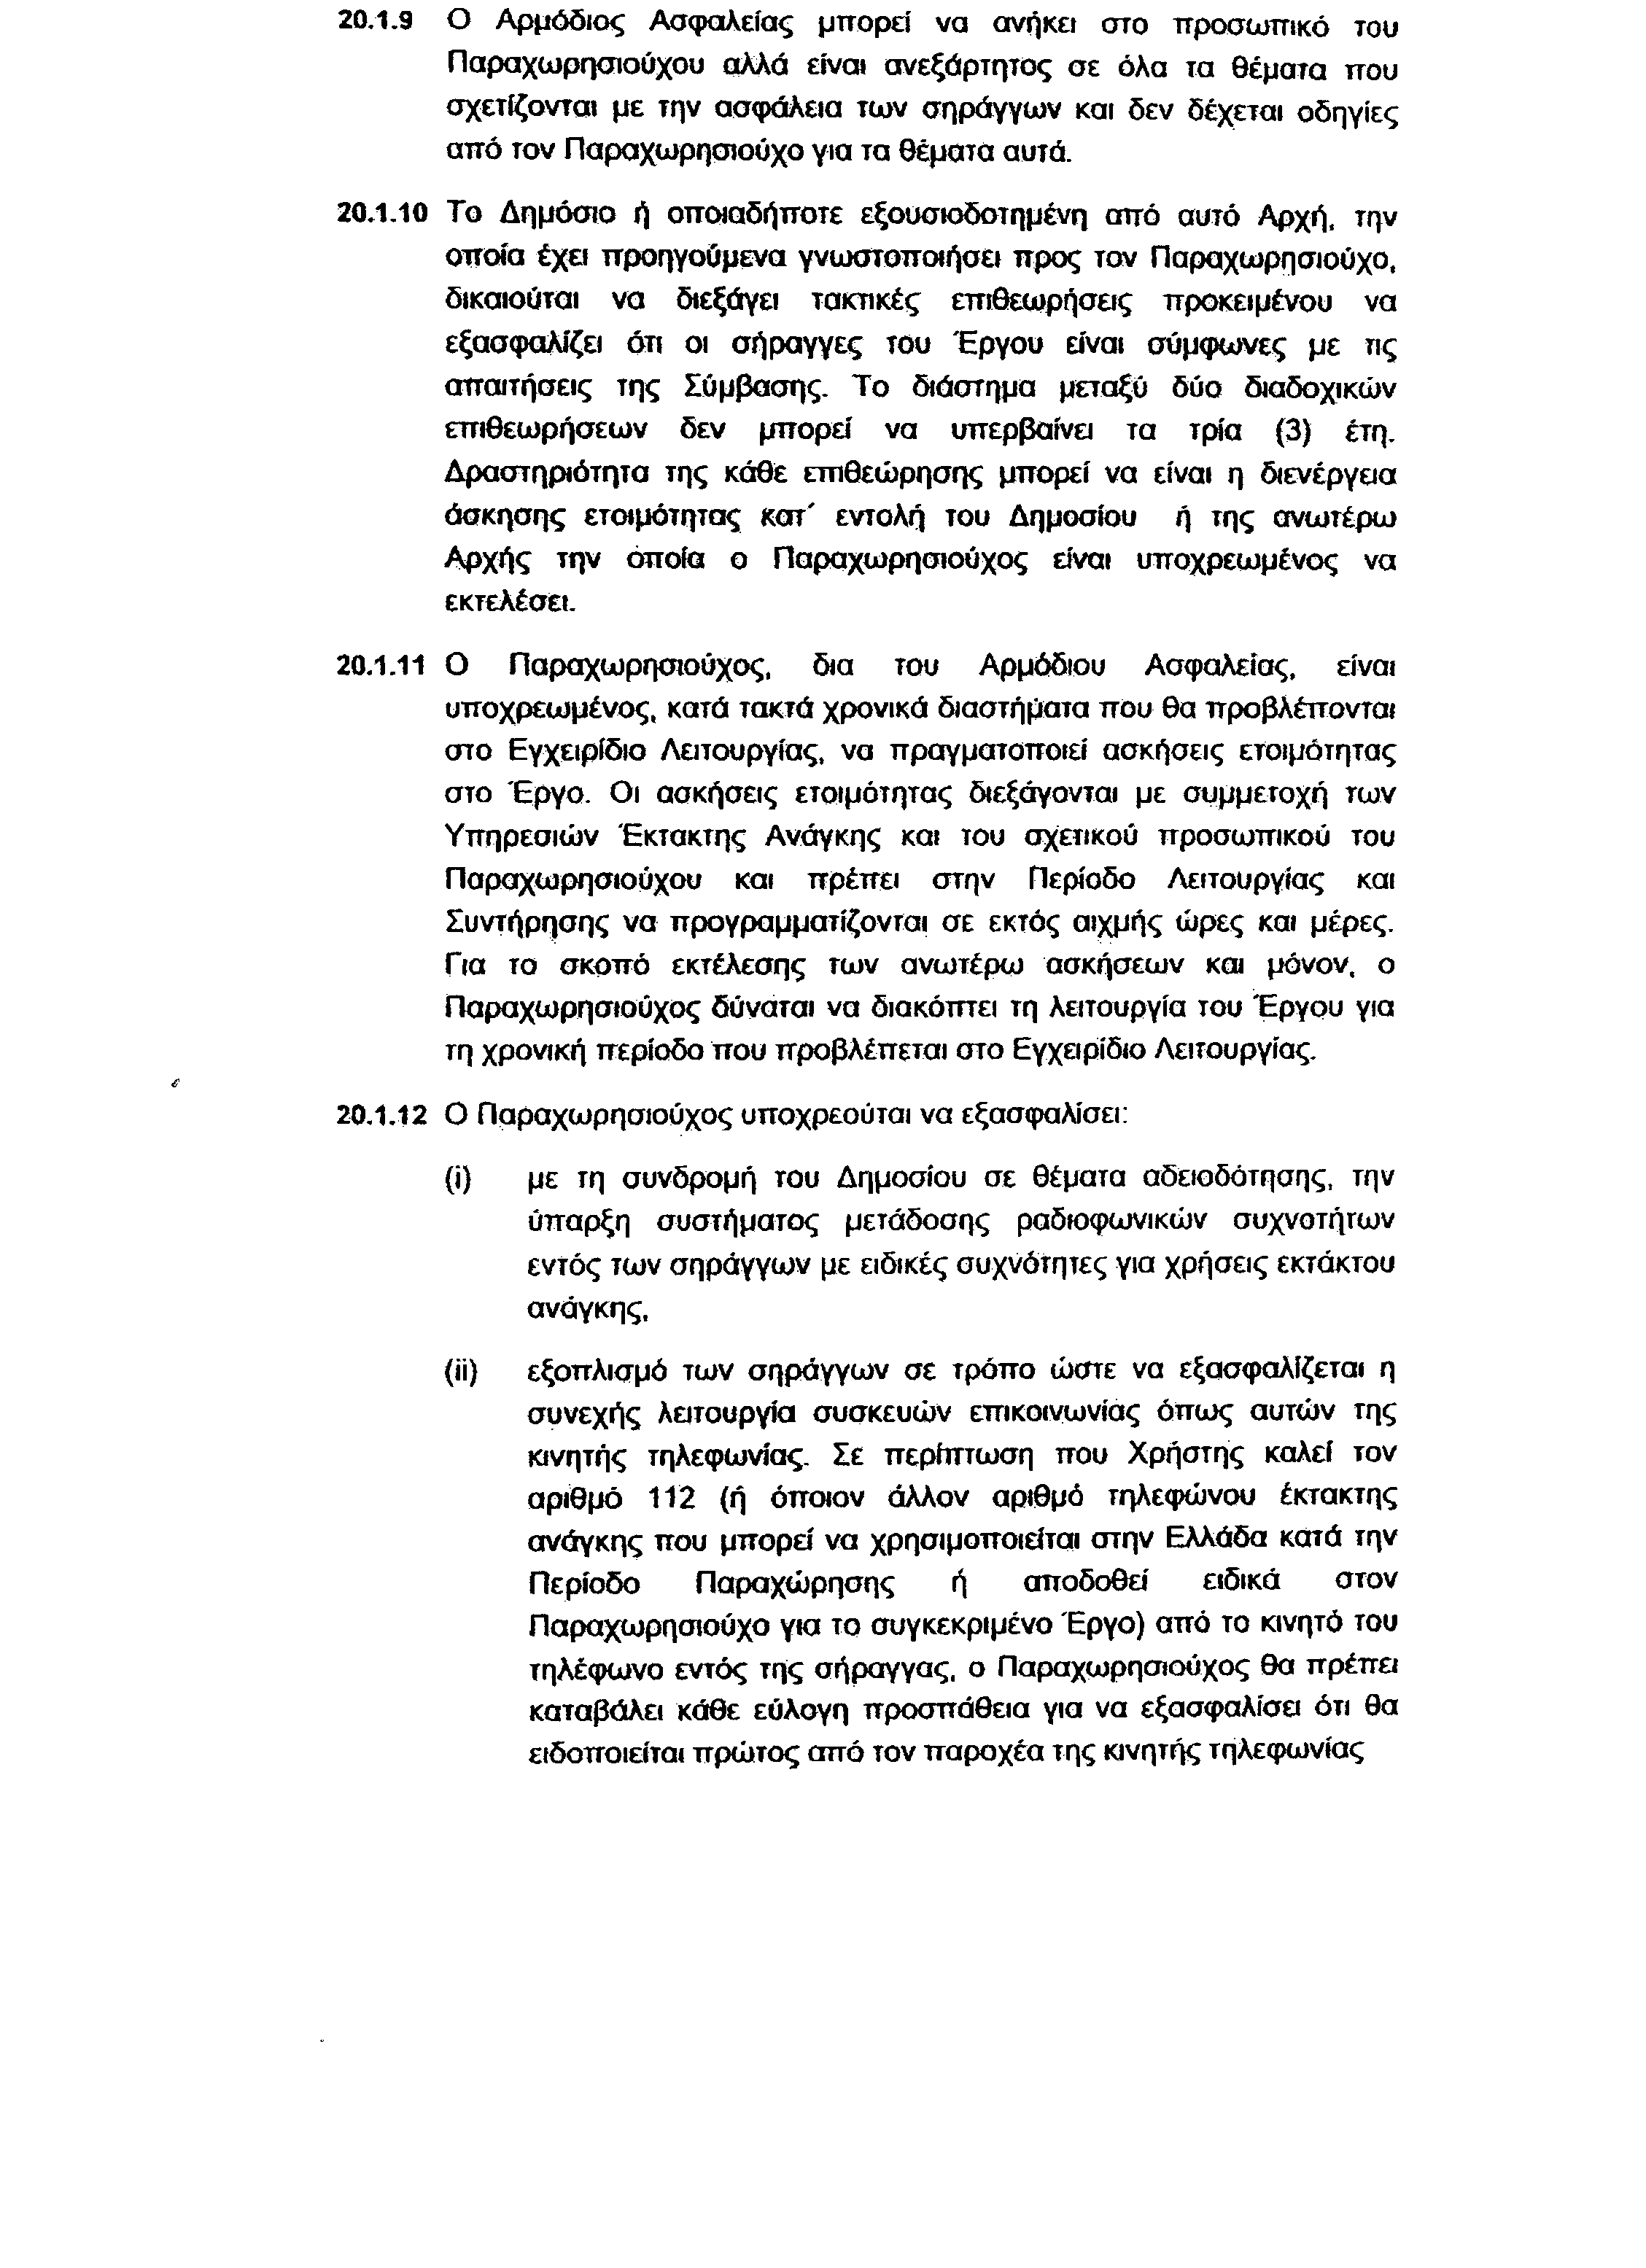 20.1.9 Ο Αρμόδιος Ασφαλείας μπορεί να ανήκει στο προσωπικό του
Παραχωρησιούχου αλλά είναι ανεξάρτητος σε όλα τα θέματα που
σχετίζονται με την ασφάλεια των σηράγγων και δεν δέχεται οδηγίες
από τον Παραχωρησιούχο για τα θέματα αυτά.
20.1.10 Το Δημόσιο ή οποιαδήποτε εξουσιοδοτημένη από αυτό Αρχή, την
οποία έχει προηγούμενα γνωστοποιήσει προς τον Παραχωρησιούχο,
δικαιούται να διεξάγει τακτικές επιθεωρήσεις προκειμένου να
εξασφαλίζει ότι οι σήραγγες του Έργου είναι σύμφωνες με τις
απαιτήσεις της Σύμβασης. Το διάστημα μεταξύ δύο διαδοχικών
επιθεωρήσεων δεν μπορεί να υπερβαίνει τα τρία (3) έτη.
Δραστηριότητα της κάθε επιθεώρησης μπορεί να είναι η διενέργεια
άσκησης ετοιμότητας κατ΄ εντολή του Δημοσίου ή της ανωτέρω
Αρχής την οποία ο Παραχωρησιούχος είναι υποχρεωμένος να
εκτελέσει.
20.1.11 Ο Παραχωρησιούχος, δια του Αρμόδιου Ασφαλείας, είναι
υποχρεωμένος, κατά τακτά χρονικά διαστήματα που θα προβλέπονται
στο Εγχειρίδιο Λειτουργίας, να πραγματοποιεί ασκήσεις ετοιμότητας
στο Έργο. Οι ασκήσεις ετοιμότητας διεξάγονται με συμμετοχή των
Υπηρεσιών Έκτακτης Ανάγκης και του σχετικού προσωπικού του
Παραχωρησιούχου και πρέπει στην Περίοδο Λειτουργίας και
Συντήρησης να προγραμματίζονται σε εκτός αιχμής ώρες και μέρες.
Για το σκοπό εκτέλεσης των ανωτέρω ασκήσεων και μόνον, ο
Παραχωρησιούχος δύναται να διακόπτει τη λειτουργία του Έργου για
τη χρονική περίοδο που προβλέπεται στο Εγχειρίδιο Λειτουργίας.
20.1.12 Ο Παραχωρησιούχος υποχρεούται να εξασφαλίσει:
(i) με τη συνδρομή του Δημοσίου σε θέματα αδειοδότησης, την
ύπαρξη συστήματος μετάδοσης ραδιοφωνικών συχνοτήτων
εντός των σηράγγων με ειδικές συχνότητες για χρήσεις εκτάκτου
ανάγκης,
(ii) εξοπλισμό των σηράγγων σε τρόπο ώστε να εξασφαλίζεται η
συνεχής λειτουργία συσκευών επικοινωνίας όπως αυτών της
κινητής τηλεφωνίας. Σε περίπτωση που Χρήστης καλεί τον
αριθμό 112 (ή όποιον άλλον αριθμό τηλεφώνου έκτακτης
ανάγκης που μπορεί να χρησιμοποιείται στην Ελλάδα κατά την
Περίοδο Παραχώρησης ή αποδοθεί ειδικά στον
Παραχωρησιούχο για το συγκεκριμένο Έργο) από το κινητό του
τηλέφωνο εντός της σήραγγας, ο Παραχωρησιούχος θα πρέπει
καταβάλει κάθε εύλογη προσπάθεια για να εξασφαλίσει ότι θα
ειδοποιείται πρώτος από τον παροχέα της κινητής τηλεφωνίας